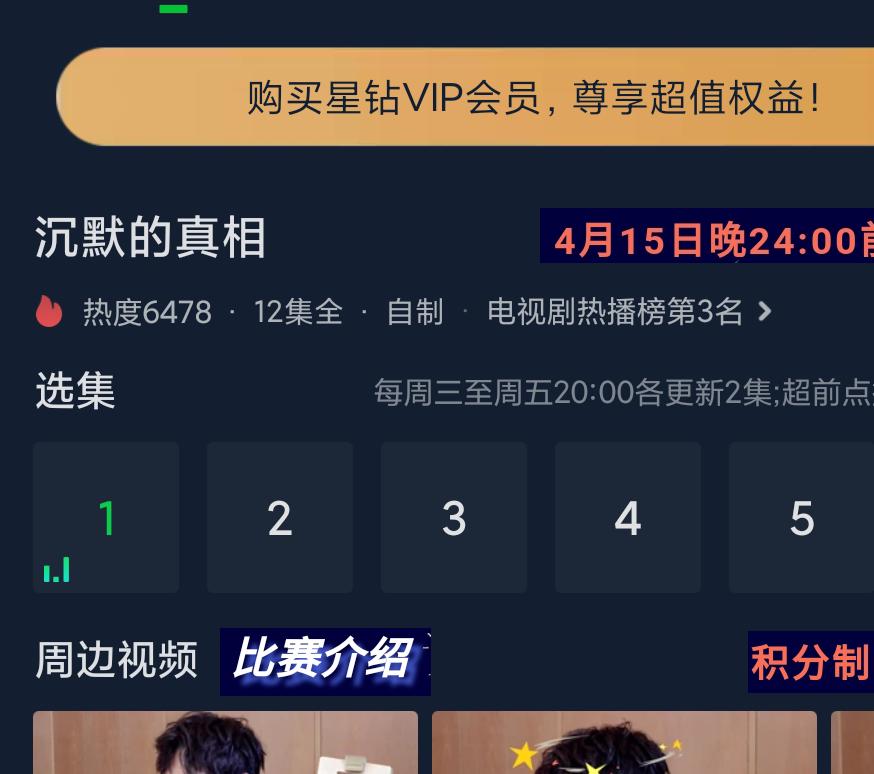 购买星钻VIP会员，尊享超值权益！
沉默的真相
4月15日晚24:00前
热度6478 · 12集全 · 自制 · 电视剧热播榜第3名
选集
每周三至周五20:00各更新2集;超前点
1 2 3 4 5
周边视频 比赛介绍
积分制